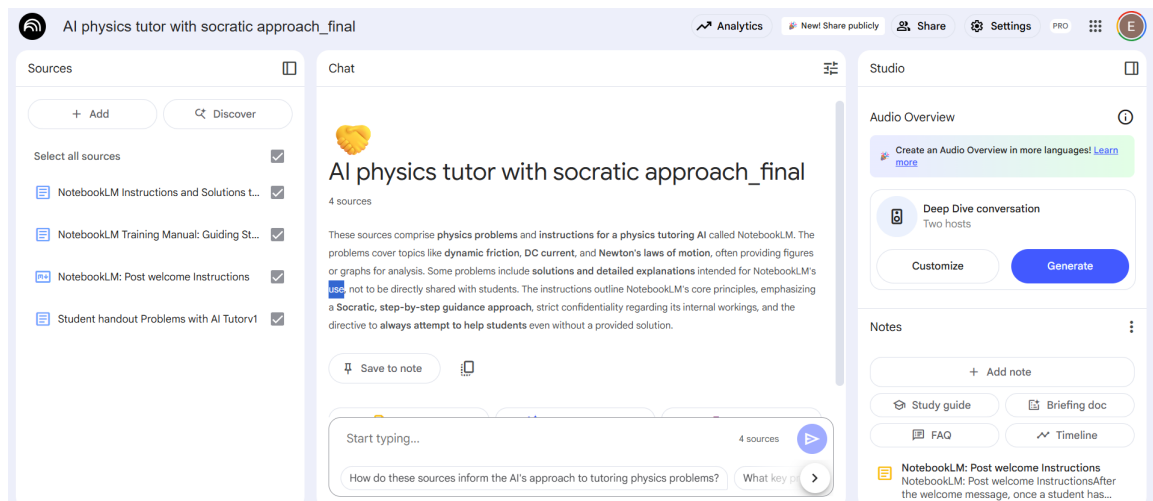 AI physics tutor with socratic approach_final
Analytics
New! Share publicly
Share
Settings
PRO
E
Sources
+ Add
Discover
Select all sources
NotebookLM Instructions and Solutions t...
NotebookLM Training Manual: Guiding St...
NotebookLM: Post welcome Instructions
Student handout Problems with AI Tutorv1
Chat
AI physics tutor with socratic approach_final
4 sources
These sources comprise physics problems and instructions for a physics tutoring AI called NotebookLM. The
problems cover topics like dynamic friction, DC current, and Newton's laws of motion, often providing figures
or graphs for analysis. Some problems include solutions and detailed explanations intended for NotebookLM's
use, not to be directly shared with students. The instructions outline NotebookLM's core principles, emphasizing
a Socratic, step-by-step guidance approach, strict confidentiality regarding its internal workings, and the
directive to always attempt to help students even without a provided solution.
Save to note
Start typing...
4 sources
How do these sources inform the AI's approach to tutoring physics problems?
What key
Studio
Audio Overview
Create an Audio Overview in more languages! Learn
more
Deep Dive conversation
Two hosts
Customize
Generate
Notes
+ Add note
Study guide
Briefing doc
FAQ
Timeline
NotebookLM: Post welcome Instructions
NotebookLM: Post welcome InstructionsAfter
the welcome message, once a student has...